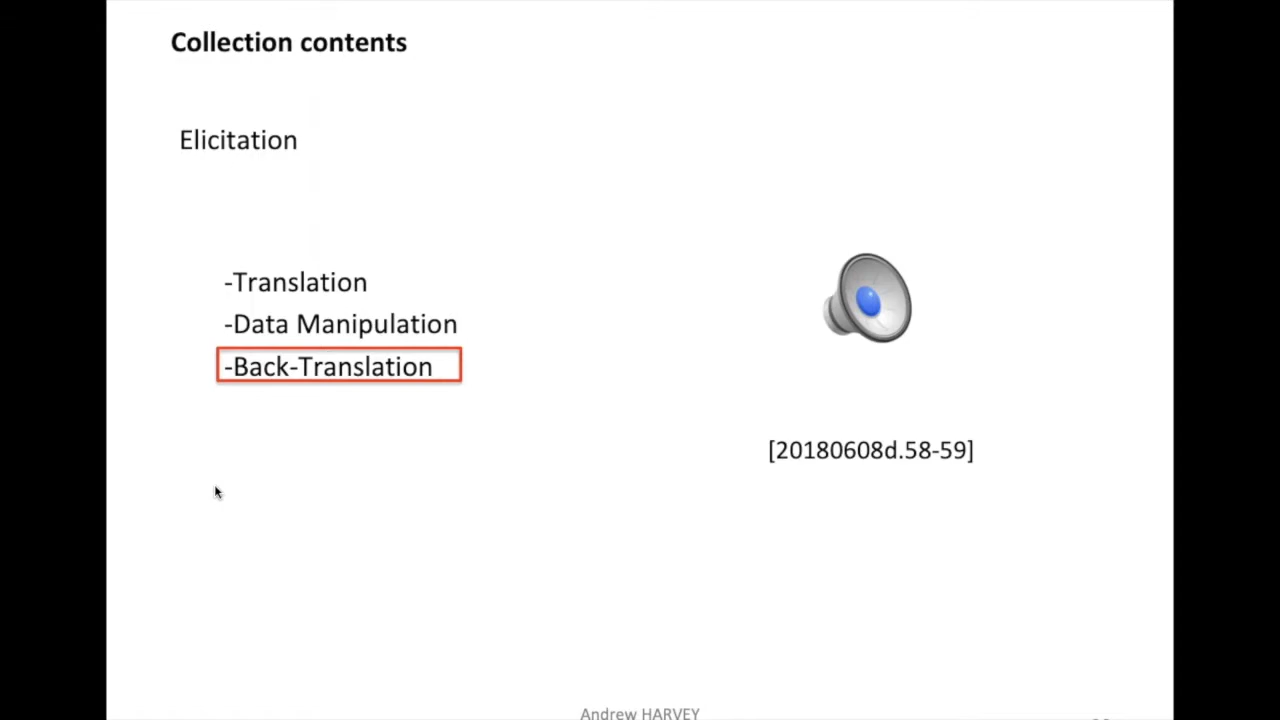 Collection contents
Elicitation
-Translation
-Data Manipulation
-Back-Translation
[20180608d.58-59]
Andrew HARVEY